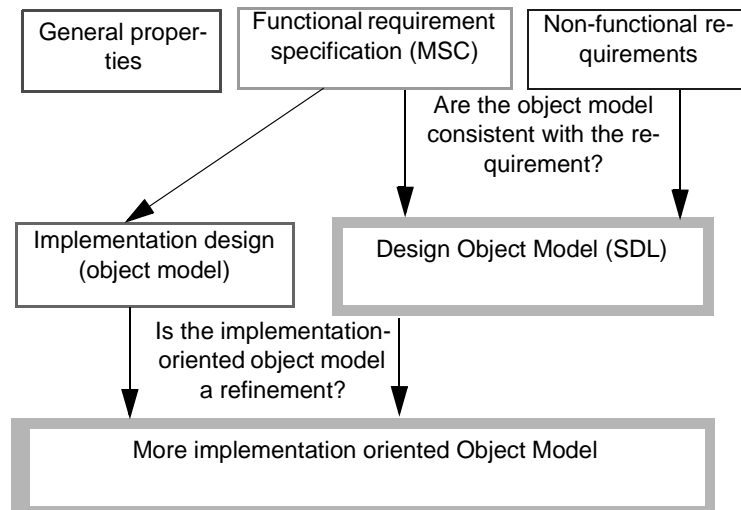 General proper-
ties
Functional requirement
specification (MSC)
Non-functional re-
quirements
Are the object model
consistent with the re-
quirement?
Implementation design
(object model)
Design Object Model (SDL)
Is the implementation-
oriented object model
a refinement?
More implementation oriented Object Model